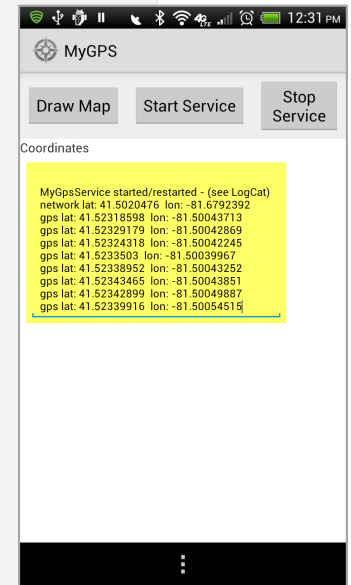 4G LTE 12:31 PM
MyGPS
Draw Map Start Service Stop Service
Coordinates
MyGpsService started/restarted - (see LogCat)
network lat: 41.5020476 lon: -81.6792392
gps lat: 41.52318598 lon: -81.50043713
gps lat: 41.52329179 lon: -81.50042869
gps lat: 41.52324318 lon: -81.50042245
gps lat: 41.5233503 lon: -81.50039967
gps lat: 41.52338952 lon: -81.50043252
gps lat: 41.52343465 lon: -81.50043851
gps lat: 41.52342899 lon: -81.50049887
gps lat: 41.52339916 lon: -81.50054515